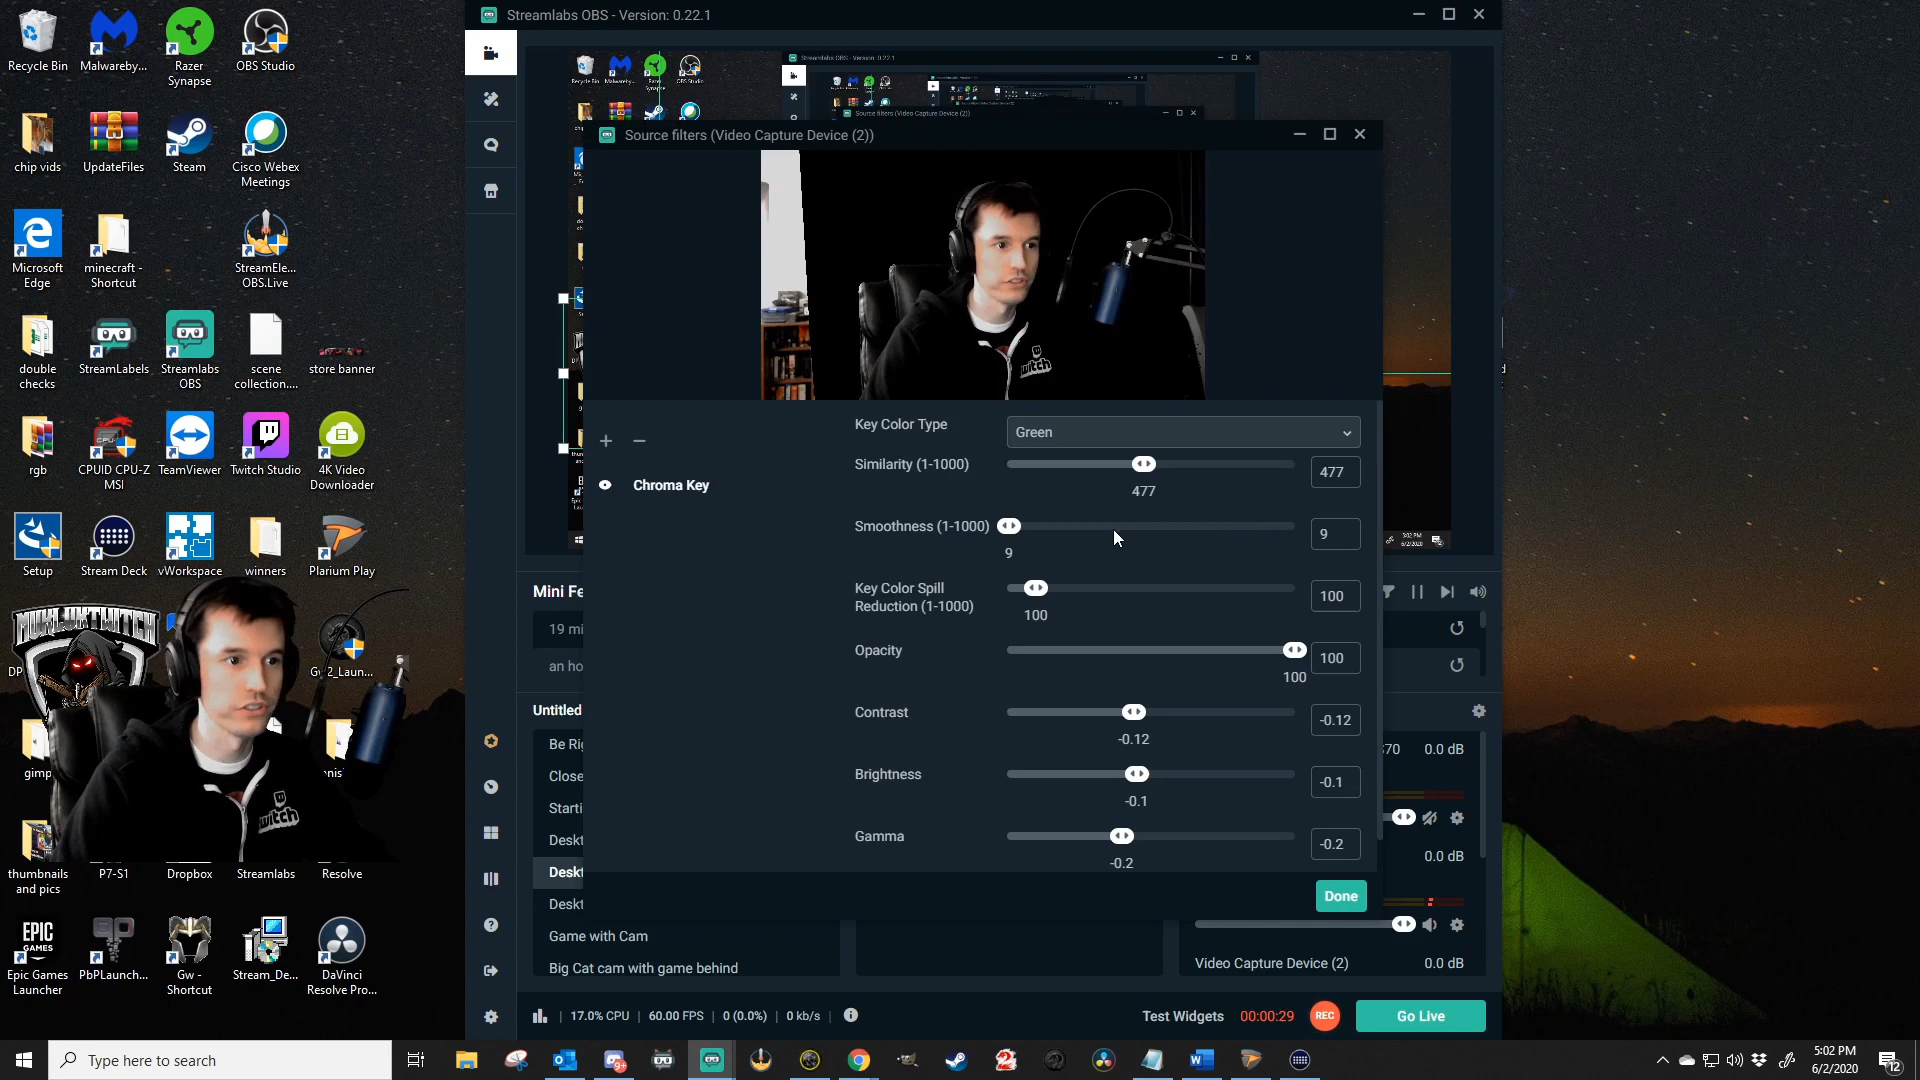 Recycle Bin
Malwareby...
Razer Synapse
OBS Studio
chip vids
UpdateFiles
Steam
Cisco Webex Meetings
Microsoft Edge
minecraft - Shortcut
StreamEle... OBS.Live
double checks
StreamLabels
Streamlabs OBS
scene collection....
store banner
rgb
CPUID CPU-Z MSI
TeamViewer
Twitch Studio
4K Video Downloader
Setup
Stream Deck
vWorkspace
winners
Plarium Play
MUKLUKTWITCH
DP
Gw2_Laun...
gimp
thumbnails and pics
P7-S1
Dropbox
Streamlabs
Resolve
EPIC GAMES
Epic Games Launcher
PbPLaunch...
Gw - Shortcut
Stream_De...
DaVinci Resolve Pro...
Streamlabs OBS - Version: 0.22.1
Source filters (Video Capture Device (2))
twitch
Chroma Key
Key Color Type
Green
Similarity (1-1000)
477
477
Smoothness (1-1000)
9
9
Key Color Spill Reduction (1-1000)
100
100
Opacity
100
100
Contrast
-0.12
-0.12
Brightness
-0.1
-0.1
Gamma
-0.2
-0.2
Done
Mini Fe
19 mi
an ho
Untitled
Be Rig
Close
Starti
Deskt
Deskt
Deskt
Game with Cam
Big Cat cam with game behind
70
0.0 dB
0.0 dB
Video Capture Device (2)
0.0 dB
17.0% CPU
60.00 FPS
0 (0.0%)
0 kb/s
Test Widgets
00:00:29
REC
Go Live
Type here to search
9+
5:02 PM
6/2/2020
12